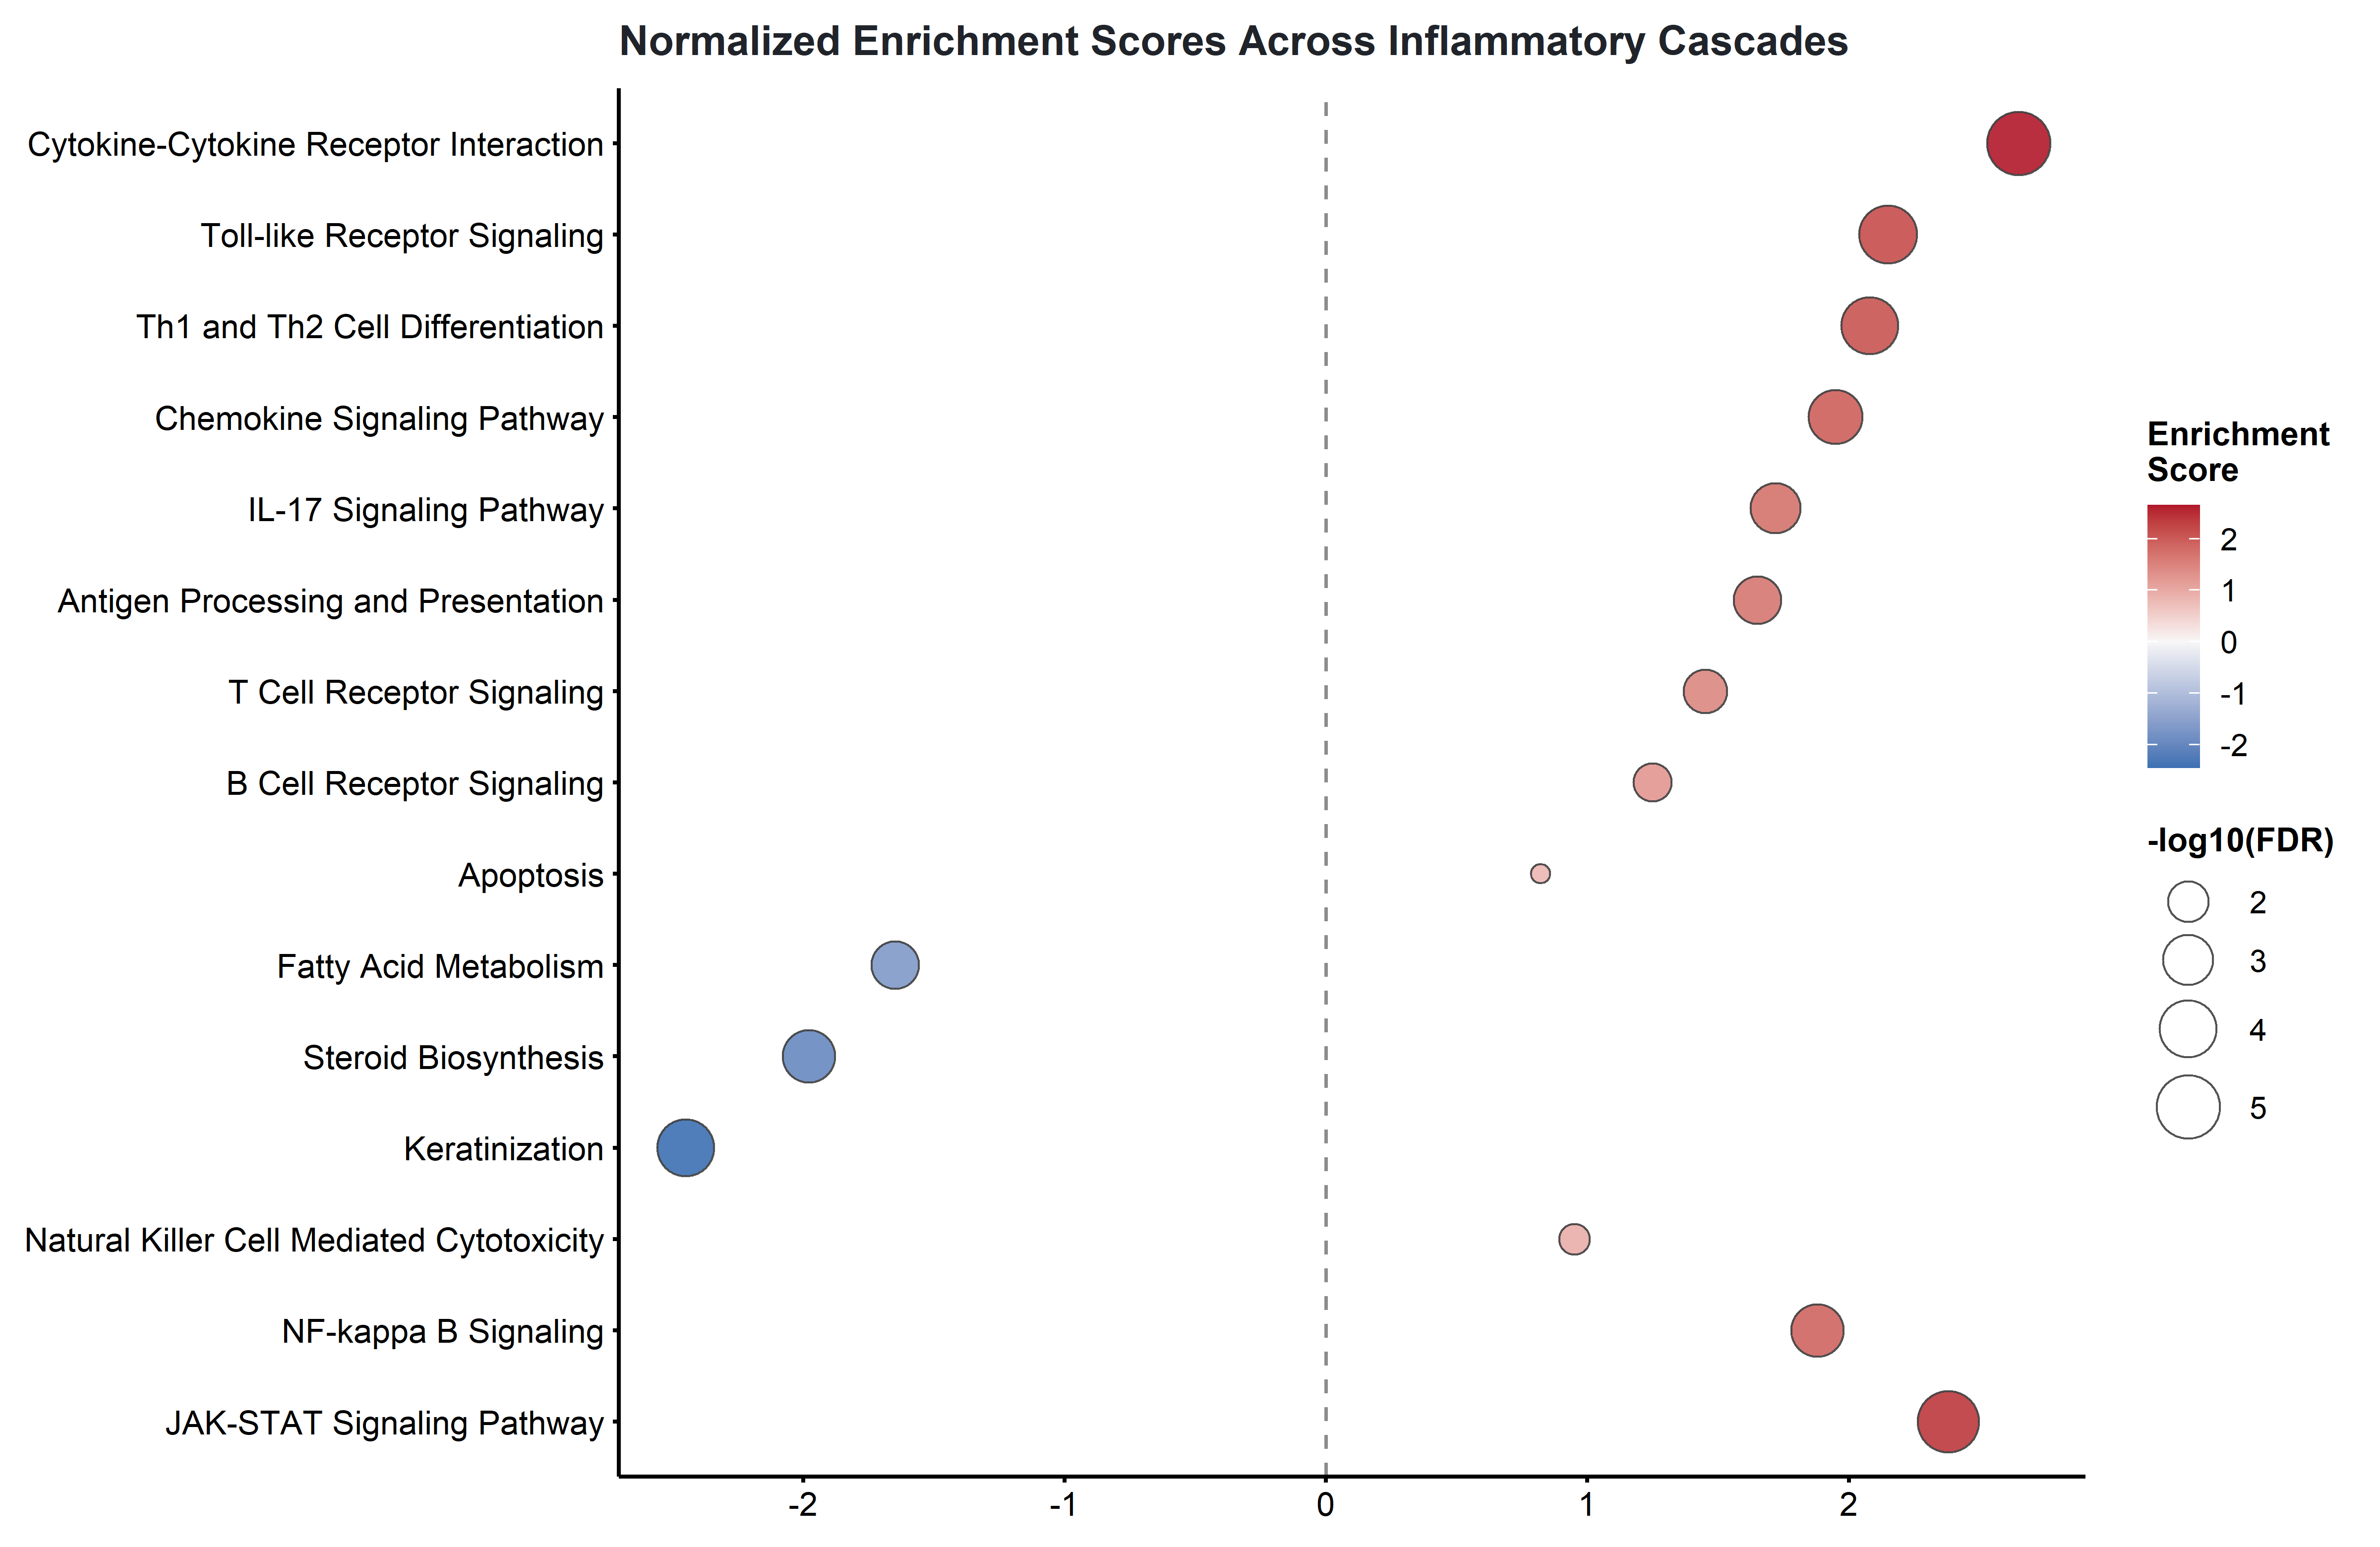 Normalized Enrichment Scores Across Inflammatory Cascades
Cytokine-Cytokine Receptor Interaction
Toll-like Receptor Signaling
Th1 and Th2 Cell Differentiation
Chemokine Signaling Pathway
IL-17 Signaling Pathway
Antigen Processing and Presentation
T Cell Receptor Signaling
B Cell Receptor Signaling
Apoptosis
Fatty Acid Metabolism
Steroid Biosynthesis
Keratinization
Natural Killer Cell Mediated Cytotoxicity
NF-kappa B Signaling
JAK-STAT Signaling Pathway
-2
-1
0
1
2
Enrichment
Score
2
1
0
-1
-2
-log10(FDR)
2
3
4
5